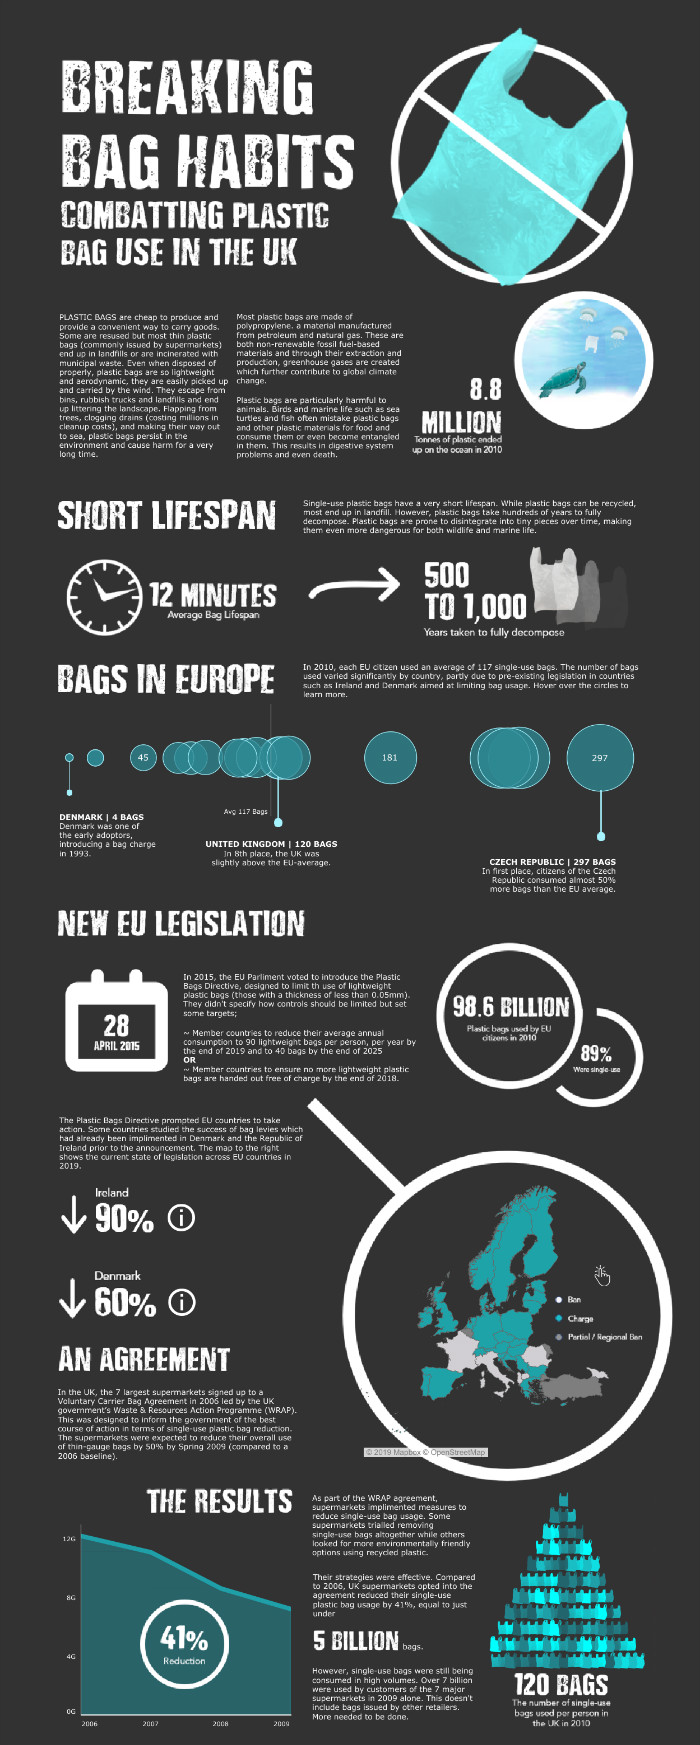 BREAKING
BAG HABITS
COMBATTING PLASTIC
BAG USE IN THE UK
PLASTIC BAGS are cheap to produce and
provide a convenient way to carry goods.
Some are resused but most thin plastic
bags (commonly issued by supermarkets)
end up in landfills or are incinerated with
municipal waste. Even when disposed of
properly, plastic bags are so lightweight
and aerodynamic, they are easily picked up
and carried by the wind. They escape from
bins, rubbish trucks and landfills and end
up littering the landscape. Flapping from
trees, clogging drains (costing millions in
cleanup costs), and making their way out
to sea, plastic bags persist in the
environment and cause harm for a very
long time.
Most plastic bags are made of
polypropylene. a material manufactured
from petroleum and natural gas. These are
both non-renewable fossil fuel-based
materials and through their extraction and
production, greenhouse gases are created
which further contribute to global climate
change.
Plastic bags are particularly harmful to
animals. Birds and marine life such as sea
turtles and fish often mistake plastic bags
and other plastic materials for food and
consume them or even become entangled
in them. This results in digestive system
problems and even death.
8.8
MILLION
Tonnes of plastic ended
up on the ocean in 2010
SHORT LIFESPAN
Single-use plastic bags have a very short lifespan. While plastic bags can be recycled,
most end up in landfill. However, plastic bags take hundreds of years to fully
decompose. Plastic bags are prone to disintegrate into tiny pieces over time, making
them even more dangerous for both wildlife and marine life.
12 MINUTES
Average Bag Lifespan
500
TO 1,000
Years taken to fully decompose
BAGS IN EUROPE
In 2010, each EU citizen used an average of 117 single-use bags. The number of bags
used varied significantly by country, partly due to pre-existing legislation in countries
such as Ireland and Denmark aimed at limiting bag usage. Hover over the circles to
learn more.
45
181
297
Avg 117 Bags
DENMARK | 4 BAGS
Denmark was one of
the early adoptors,
introducing a bag charge
in 1993.
UNITED KINGDOM | 120 BAGS
In 8th place, the UK was
slightly above the EU-average.
CZECH REPUBLIC | 297 BAGS
In first place, citizens of the Czech
Republic consumed almost 50%
more bags than the EU average.
NEW EU LEGISLATION
28
APRIL 2015
In 2015, the EU Parliment voted to introduce the Plastic
Bags Directive, designed to limit th use of lightweight
plastic bags (those with a thickness of less than 0.05mm).
They didn't specify how controls should be limited but set
some targets;
~ Member countries to reduce their average annual
consumption to 90 lightweight bags per person, per year by
the end of 2019 and to 40 bags by the end of 2025
OR
~ Member countries to ensure no more lightweight plastic
bags are handed out free of charge by the end of 2018.
98.6 BILLION
Plastic bags used by EU
citizens in 2010
89%
Were single-use
The Plastic Bags Directive prompted EU countries to take
action. Some countries studied the success of bag levies which
had already been implimented in Denmark and the Republic of
Ireland prior to the announcement. The map to the right
shows the current state of legislation across EU countries in
2019.
Ireland
90%
Denmark
60%
Ban
Charge
Partial / Regional Ban
© 2019 Mapbox © OpenStreetMap
AN AGREEMENT
In the UK, the 7 largest supermarkets signed up to a
Voluntary Carrier Bag Agreement in 2006 led by the UK
government's Waste & Resources Action Programme (WRAP).
This was designed to inform the government of the best
course of action in terms of single-use plastic bag reduction.
The supermarkets were expected to reduce their overall use
of thin-gauge bags by 50% by Spring 2009 (compared to a
2006 baseline).
THE RESULTS
12G
8G
4G
0G
2006
2007
2008
2009
41%
Reduction
As part of the WRAP agreement,
supermarkets implimented measures to
reduce single-use bag usage. Some
supermarkets trialled removing
single-use bags altogether while others
looked for more environmentally friendly
options using recycled plastic.
Their strategies were effective. Compared
to 2006, UK supermarkets opted into the
agreement reduced their single-use
plastic bag usage by 41%, equal to just
under
5 BILLION bags.
However, single-use bags were still being
consumed in high volumes. Over 7 billion
were used by customers of the 7 major
supermarkets in 2009 alone. This doesn't
include bags issued by other retailers.
More needed to be done.
120 BAGS
The number of single-use
bags used per person in
the UK in 2010